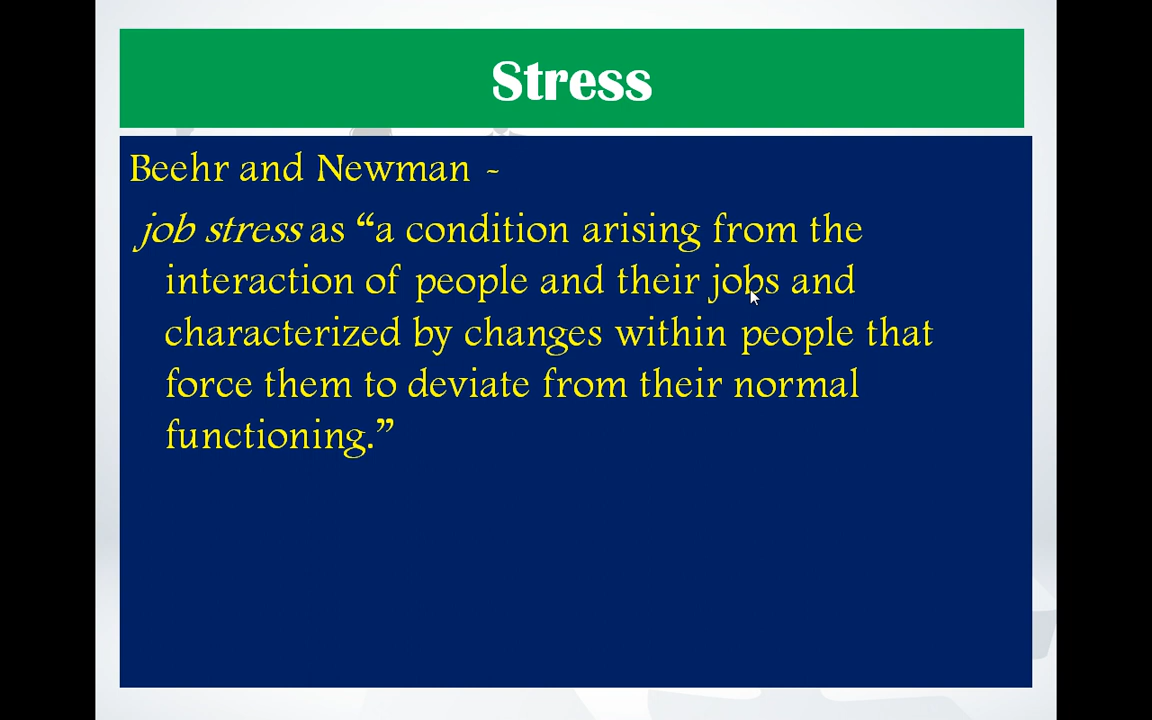 Stress
Beehr and Newman -
job stress as “a condition arising from the
interaction of people and their jobs and
characterized by changes within people that
force them to deviate from their normal
functioning.”